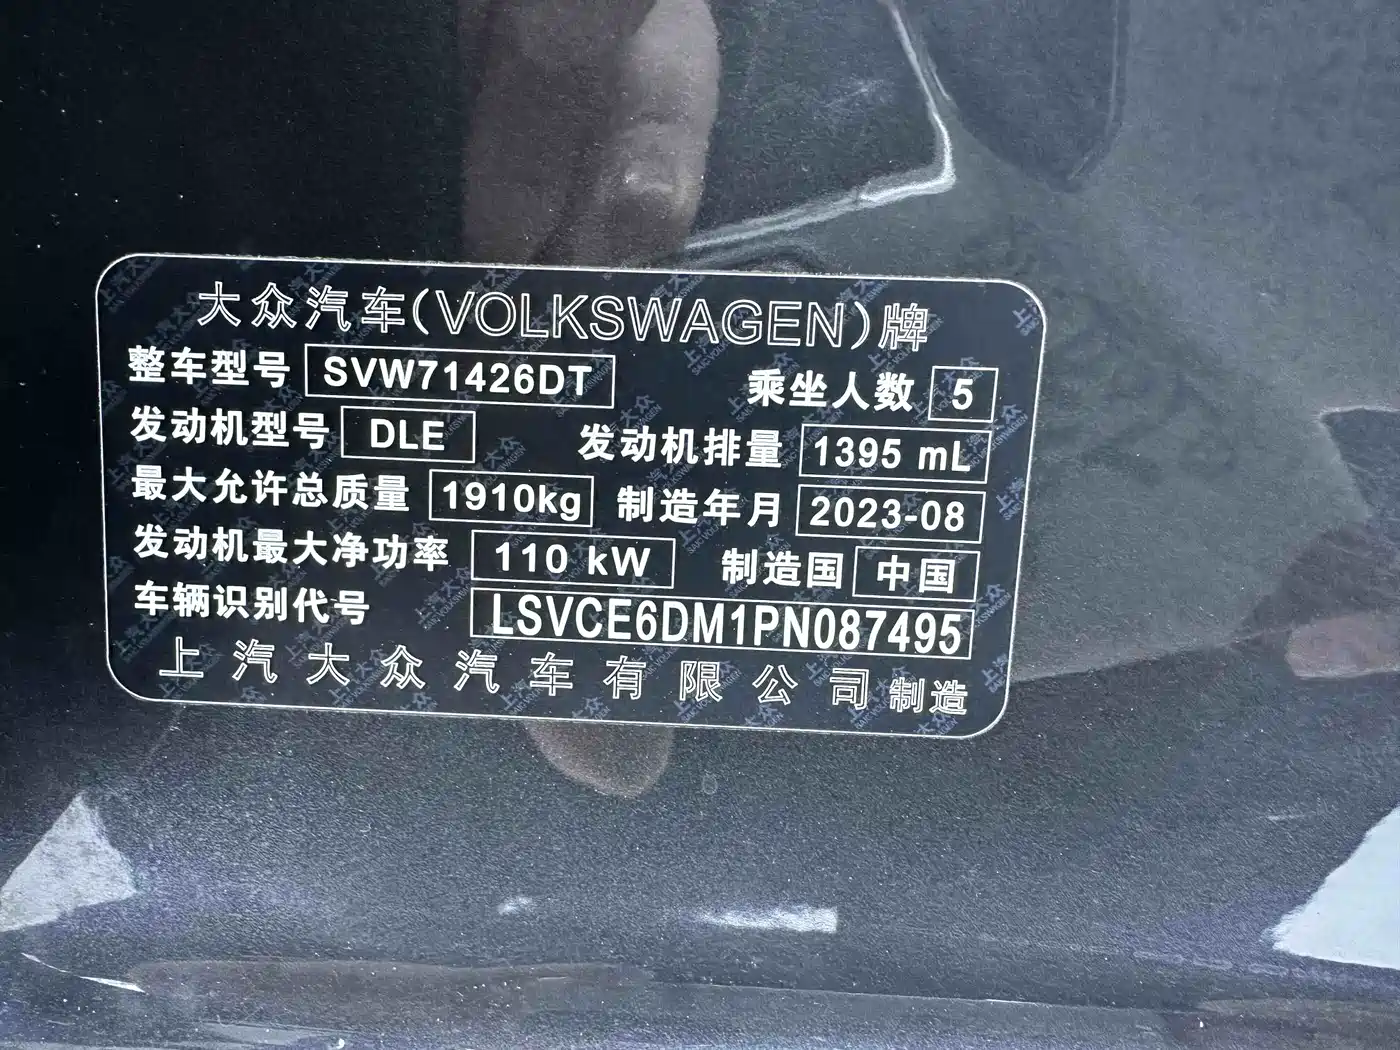 大众汽车(VOLKSWAGEN)牌
整车型号 SVW71426DT 乘坐人数 5
发动机型号 DLE 发动机排量 1395 mL
最大允许总质量 1910kg 制造年月 2023-08
发动机最大净功率 110 kW 制造国 中国
车辆识别代号 LSVCE6DM1PN087495
上汽大众汽车有限公司制造